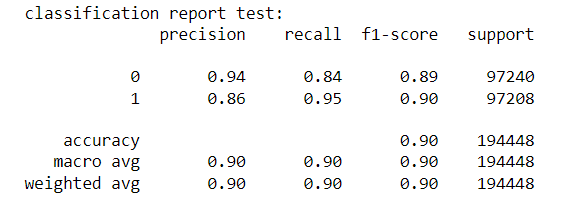 classification report test:
precision recall f1-score support
0 0.94 0.84 0.89 97240
1 0.86 0.95 0.90 97208
accuracy 0.90 194448
macro avg 0.90 0.90 0.90 194448
weighted avg 0.90 0.90 0.90 194448